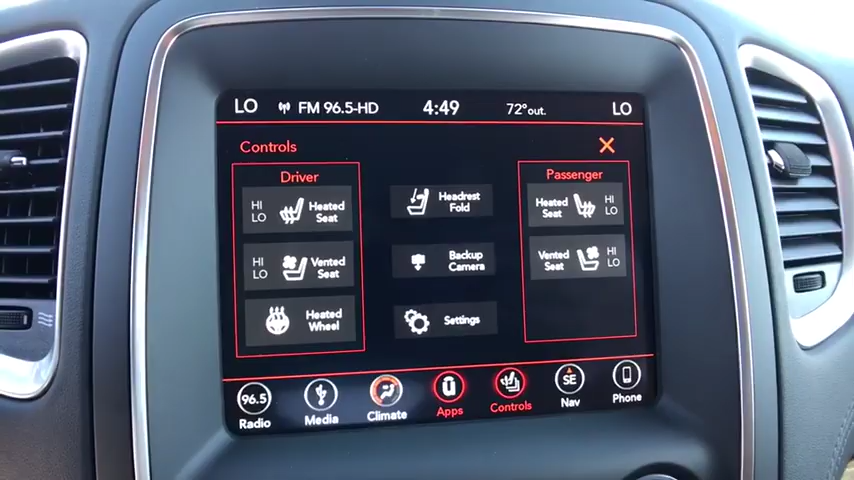 LO FM 96.5-HD 4:49 72°out. LO
Controls
Driver
HI
LO
Heated
Seat
HI
LO
Vented
Seat
Heated
Wheel
Headrest
Fold
Backup
Camera
Settings
Passenger
Heated
Seat
HI
LO
Vented
Seat
HI
LO
96.5
Radio
Media
Climate
Apps
Controls
SE
Nav
Phone